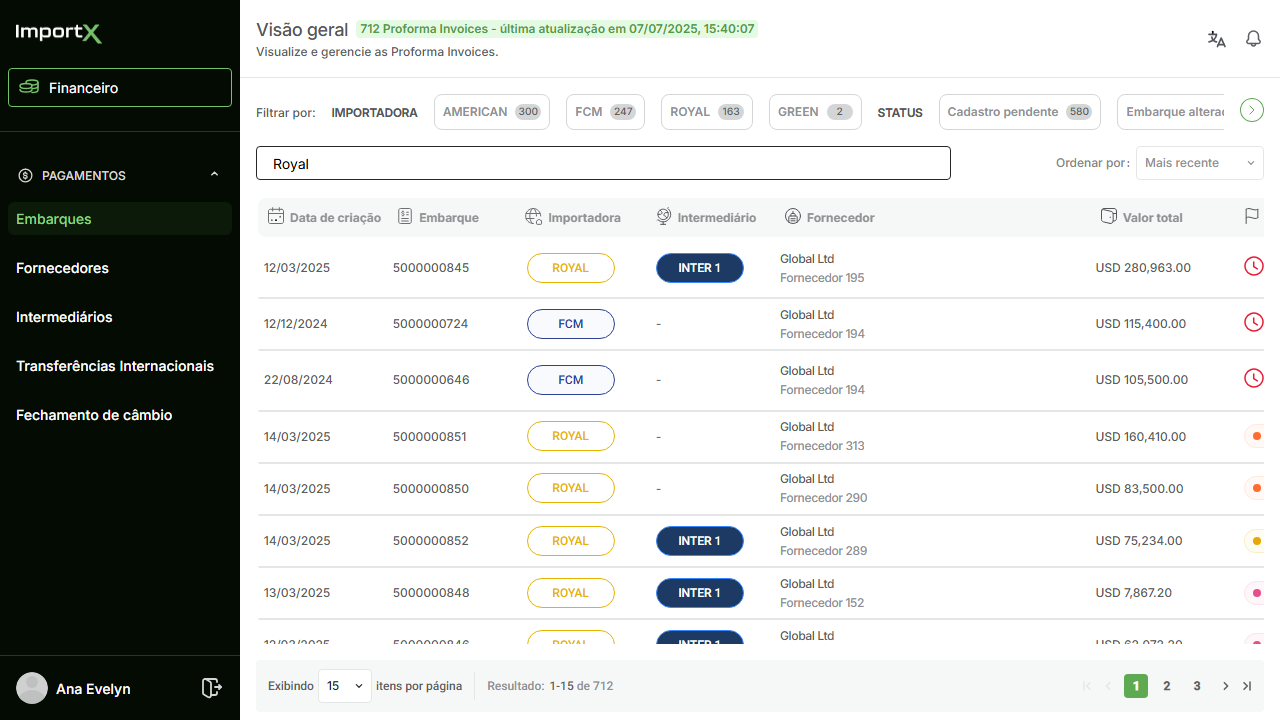 ImportX
Financeiro
PAGAMENTOS
Embarques
Fornecedores
Intermediários
Transferências Internacionais
Fechamento de câmbio
Ana Evelyn
Visão geral 712 Proforma Invoices - última atualização em 07/07/2025, 15:40:07
Visualize e gerencie as Proforma Invoices.
Filtrar por: IMPORTADORA AMERICAN 300 FCM 247 ROYAL 163 GREEN 2 STATUS Cadastro pendente 580 Embarque alterad
Royal
Ordenar por: Mais recente
Data de criação Embarque Importadora Intermediário Fornecedor Valor total
12/03/2025 5000000845 ROYAL INTER 1 Global Ltd USD 280,963.00
Fornecedor 195
12/12/2024 5000000724 FCM - Global Ltd USD 115,400.00
Fornecedor 194
22/08/2024 5000000646 FCM - Global Ltd USD 105,500.00
Fornecedor 194
14/03/2025 5000000851 ROYAL - Global Ltd USD 160,410.00
Fornecedor 313
14/03/2025 5000000850 ROYAL - Global Ltd USD 83,500.00
Fornecedor 290
14/03/2025 5000000852 ROYAL INTER 1 Global Ltd USD 75,234.00
Fornecedor 289
13/03/2025 5000000848 ROYAL INTER 1 Global Ltd USD 7,867.20
Fornecedor 152
ROYAL INTER 1 Global Ltd
Exibindo 15 itens por página Resultado: 1-15 de 712
1 2 3